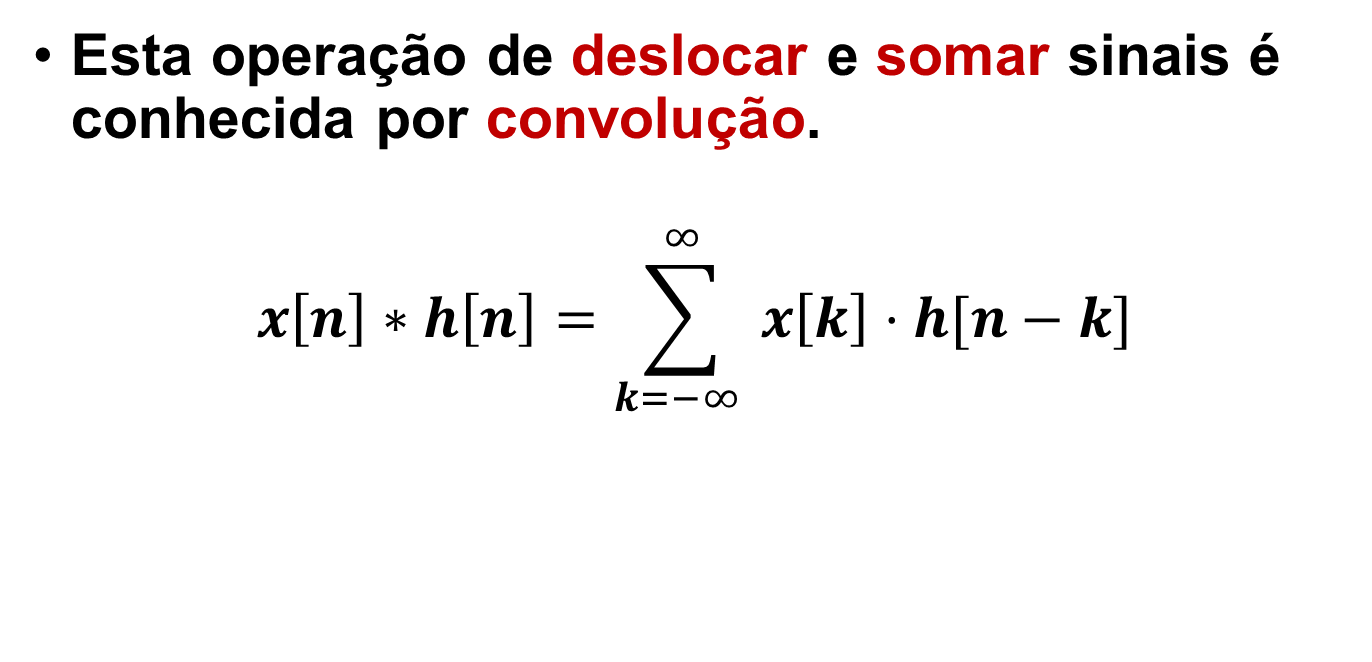 • Esta operação de deslocar e somar sinais é
conhecida por convolução.
x[n] ∗ h[n] = ∑_{k=−∞}^{∞} x[k] · h[n − k]